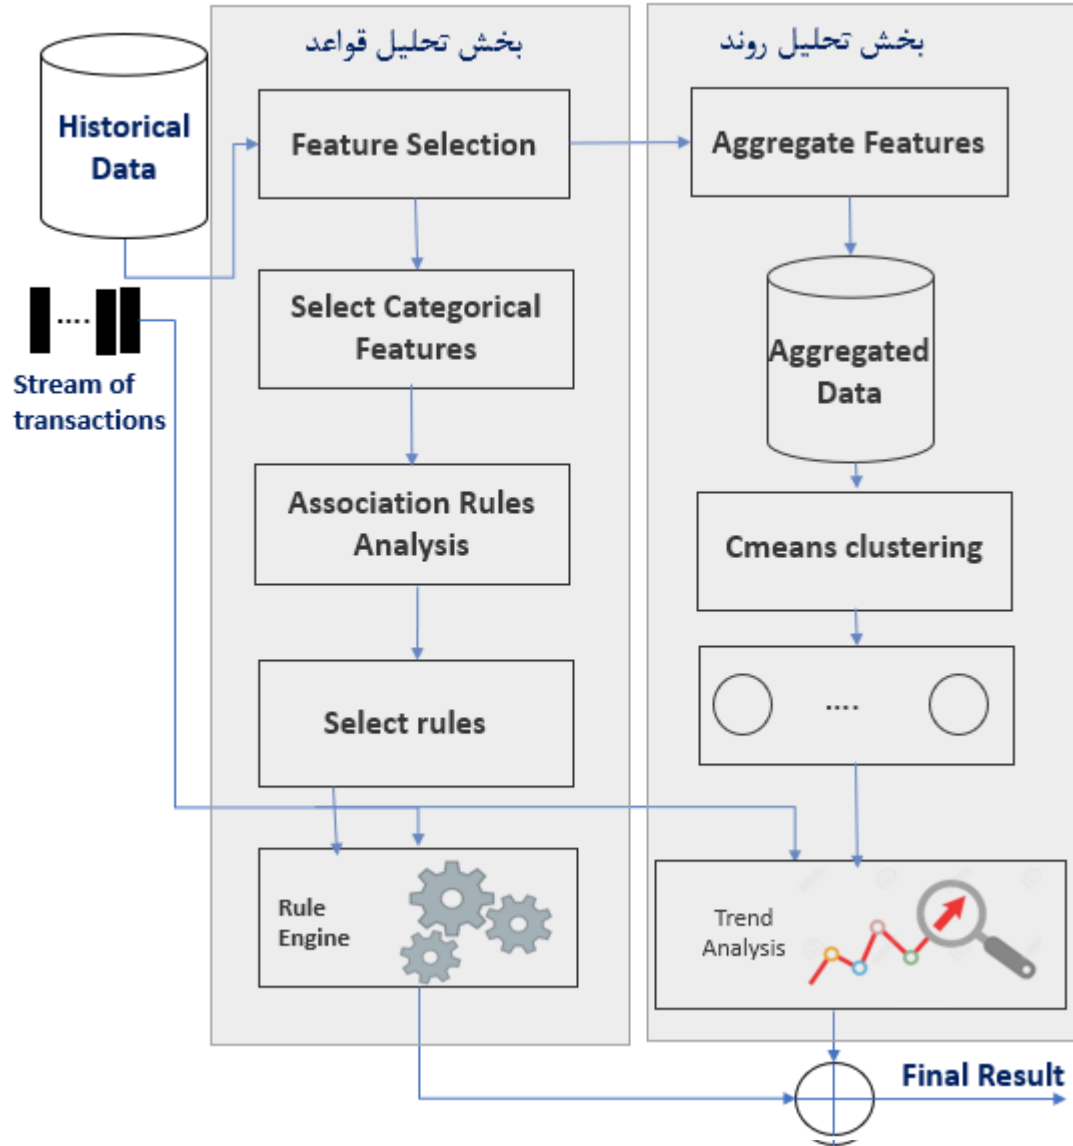 بخش تحلیل قواعد
بخش تحلیل روند
Historical
Data
Feature Selection
Aggregate Features
Stream of
transactions
....
Select Categorical
Features
Aggregated
Data
Association Rules
Analysis
Cmeans clustering
Select rules
....
Rule
Engine
Trend
Analysis
Final Result